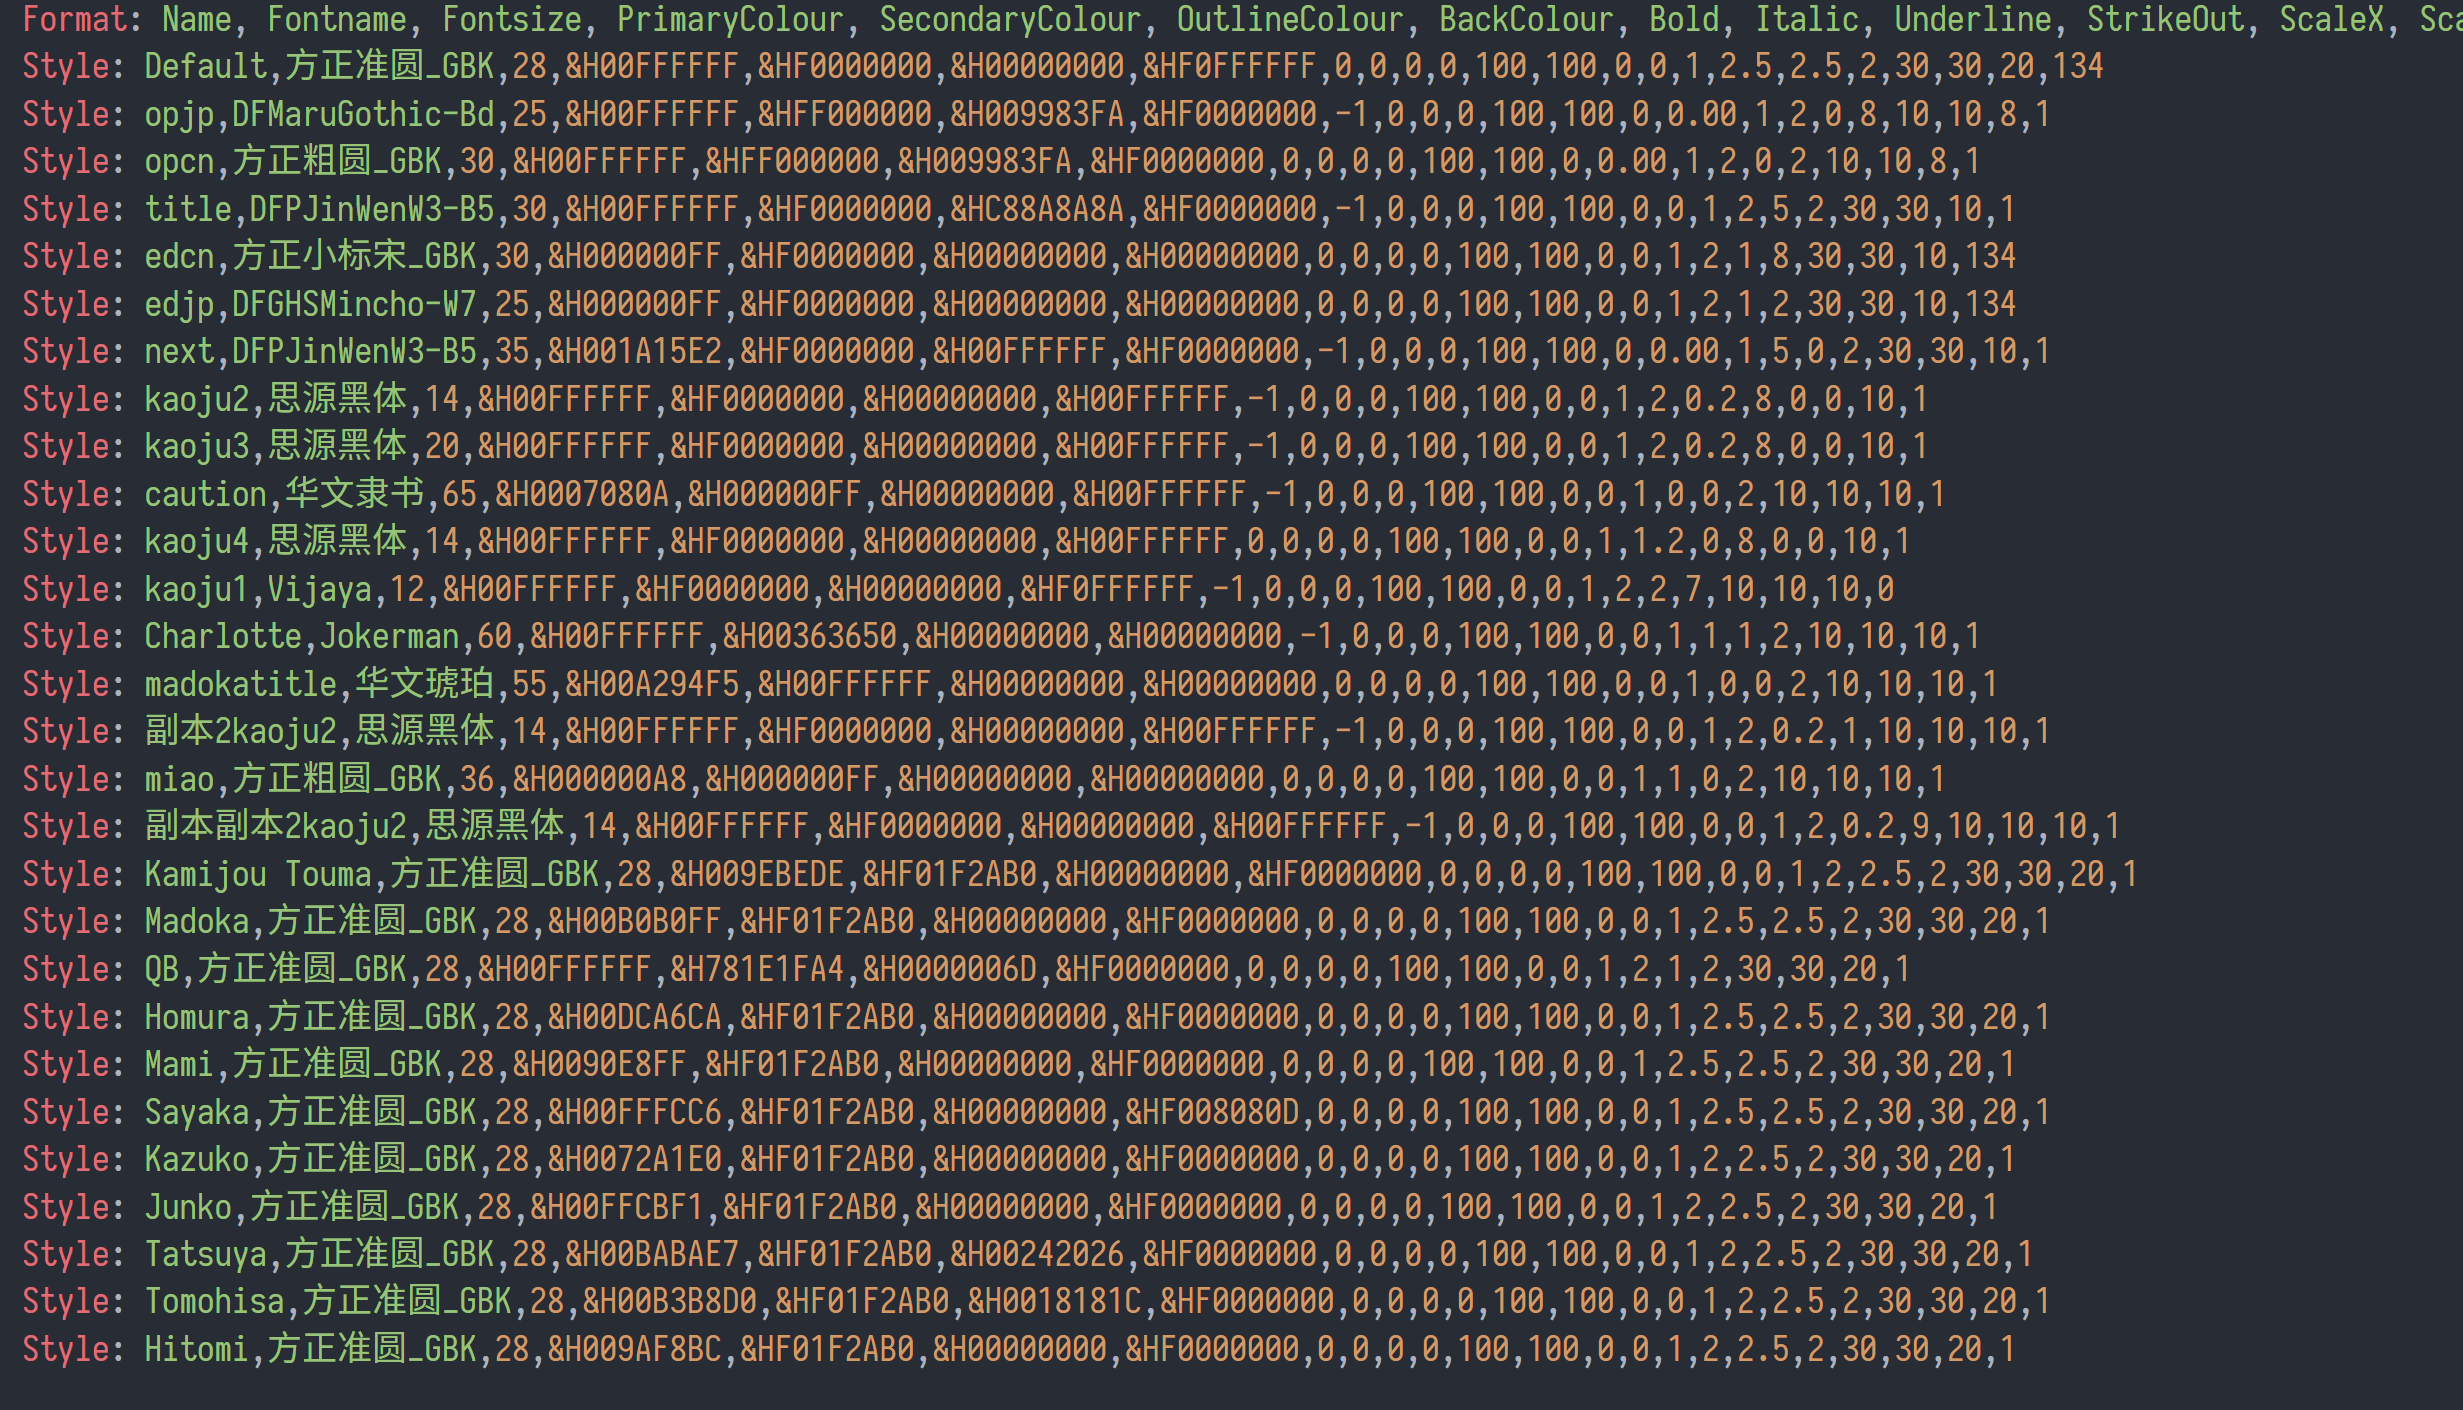 Format: Name, Fontname, Fontsize, PrimaryColour, SecondaryColour, OutlineColour, BackColour, Bold, Italic, Underline, StrikeOut, ScaleX, Sca
Style: Default,方正准圆_GBK,28,&H00FFFFFF,&HF0000000,&H00000000,&HF0FFFFFF,0,0,0,0,100,100,0,0,1,2.5,2.5,2,30,30,20,134
Style: opjp,DFMaruGothic-Bd,25,&H00FFFFFF,&HFF000000,&H009983FA,&HF0000000,-1,0,0,0,100,100,0,0.00,1,2,0,8,10,10,8,1
Style: opcn,方正粗圆_GBK,30,&H00FFFFFF,&HFF000000,&H009983FA,&HF0000000,0,0,0,0,100,100,0,0.00,1,2,0,2,10,10,8,1
Style: title,DFPJinWenW3-B5,30,&H00FFFFFF,&HF0000000,&HC88A8A8A,&HF0000000,-1,0,0,0,100,100,0,0,1,2,5,2,30,30,10,1
Style: edcn,方正小标宋_GBK,30,&H000000FF,&HF0000000,&H00000000,&H00000000,0,0,0,0,100,100,0,0,1,2,1,8,30,30,10,134
Style: edjp,DFGHSMincho-W7,25,&H000000FF,&HF0000000,&H00000000,&H00000000,0,0,0,0,100,100,0,0,1,2,1,2,30,30,10,134
Style: next,DFPJinWenW3-B5,35,&H001A15E2,&HF0000000,&H00FFFFFF,&HF0000000,-1,0,0,0,100,100,0,0.00,1,5,0,2,30,30,10,1
Style: kaoju2,思源黑体,14,&H00FFFFFF,&HF0000000,&H00000000,&H00FFFFFF,-1,0,0,0,100,100,0,0,1,2,0.2,8,0,0,10,1
Style: kaoju3,思源黑体,20,&H00FFFFFF,&HF0000000,&H00000000,&H00FFFFFF,-1,0,0,0,100,100,0,0,1,2,0.2,8,0,0,10,1
Style: caution,华文隶书,65,&H0007080A,&H000000FF,&H00000000,&H00FFFFFF,-1,0,0,0,100,100,0,0,1,0,0,2,10,10,10,1
Style: kaoju4,思源黑体,14,&H00FFFFFF,&HF0000000,&H00000000,&H00FFFFFF,0,0,0,0,100,100,0,0,1,1.2,0,8,0,0,10,1
Style: kaoju1,Vijaya,12,&H00FFFFFF,&HF0000000,&H00000000,&HF0FFFFFF,-1,0,0,0,100,100,0,0,1,2,2,7,10,10,10,0
Style: Charlotte,Jokerman,60,&H00FFFFFF,&H00363650,&H00000000,&H00000000,-1,0,0,0,100,100,0,0,1,1,1,2,10,10,10,1
Style: madokatitle,华文琥珀,55,&H00A294F5,&H00FFFFFF,&H00000000,&H00000000,0,0,0,0,100,100,0,0,1,0,0,2,10,10,10,1
Style: 副本2kaoju2,思源黑体,14,&H00FFFFFF,&HF0000000,&H00000000,&H00FFFFFF,-1,0,0,0,100,100,0,0,1,2,0.2,1,10,10,10,1
Style: miao,方正粗圆_GBK,36,&H000000A8,&H000000FF,&H00000000,&H00000000,0,0,0,0,100,100,0,0,1,1,0,2,10,10,10,1
Style: 副本副本2kaoju2,思源黑体,14,&H00FFFFFF,&HF0000000,&H00000000,&H00FFFFFF,-1,0,0,0,100,100,0,0,1,2,0.2,9,10,10,10,1
Style: Kamijou Touma,方正准圆_GBK,28,&H009EBEDE,&HF01F2AB0,&H00000000,&HF0000000,0,0,0,0,100,100,0,0,1,2,2.5,2,30,30,20,1
Style: Madoka,方正准圆_GBK,28,&H00B0B0FF,&HF01F2AB0,&H00000000,&HF0000000,0,0,0,0,100,100,0,0,1,2.5,2.5,2,30,30,20,1
Style: QB,方正准圆_GBK,28,&H00FFFFFF,&H781E1FA4,&H0000006D,&HF0000000,0,0,0,0,100,100,0,0,1,2,1,2,30,30,20,1
Style: Homura,方正准圆_GBK,28,&H00DCA6CA,&HF01F2AB0,&H00000000,&HF0000000,0,0,0,0,100,100,0,0,1,2.5,2.5,2,30,30,20,1
Style: Mami,方正准圆_GBK,28,&H0090E8FF,&HF01F2AB0,&H00000000,&HF0000000,0,0,0,0,100,100,0,0,1,2.5,2.5,2,30,30,20,1
Style: Sayaka,方正准圆_GBK,28,&H00FFFCC6,&HF01F2AB0,&H00000000,&HF008080D,0,0,0,0,100,100,0,0,1,2.5,2.5,2,30,30,20,1
Style: Kazuko,方正准圆_GBK,28,&H0072A1E0,&HF01F2AB0,&H00000000,&HF0000000,0,0,0,0,100,100,0,0,1,2,2.5,2,30,30,20,1
Style: Junko,方正准圆_GBK,28,&H00FFCBF1,&HF01F2AB0,&H00000000,&HF0000000,0,0,0,0,100,100,0,0,1,2,2.5,2,30,30,20,1
Style: Tatsuya,方正准圆_GBK,28,&H00BABAE7,&HF01F2AB0,&H00242026,&HF0000000,0,0,0,0,100,100,0,0,1,2,2.5,2,30,30,20,1
Style: Tomohisa,方正准圆_GBK,28,&H00B3B8D0,&HF01F2AB0,&H0018181C,&HF0000000,0,0,0,0,100,100,0,0,1,2,2.5,2,30,30,20,1
Style: Hitomi,方正准圆_GBK,28,&H009AF8BC,&HF01F2AB0,&H00000000,&HF0000000,0,0,0,0,100,100,0,0,1,2,2.5,2,30,30,20,1